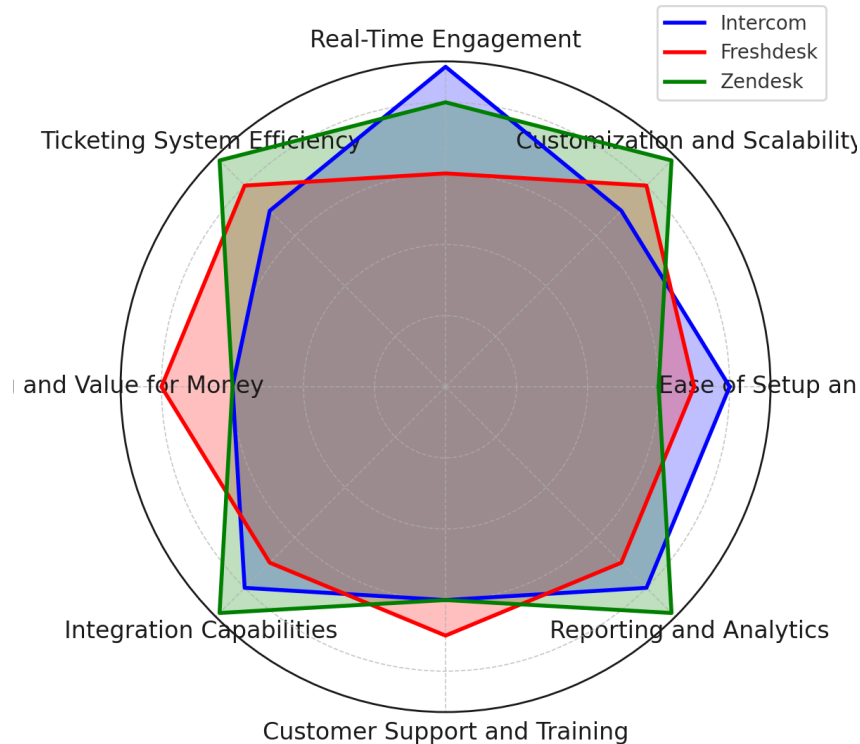 Intercom
Freshdesk
Zendesk
Real-Time Engagement
Ticketing System Efficiency
Customization and Scalability
and Value for Money
Ease of Setup an
Integration Capabilities
Reporting and Analytics
Customer Support and Training